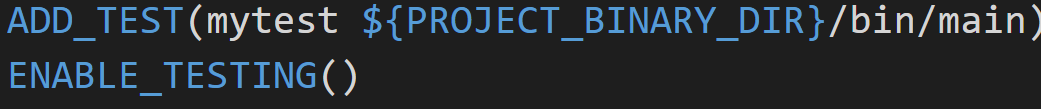 ADD_TEST(mytest ${PROJECT_BINARY_DIR}/bin/main)
ENABLE_TESTING()